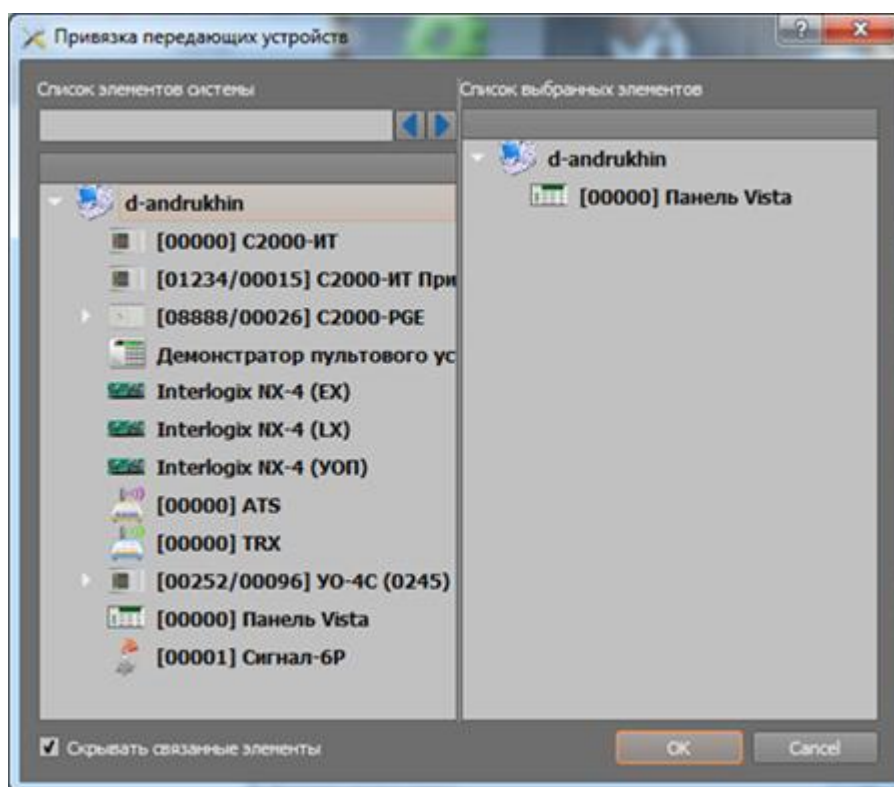 Привязка передающих устройств
Список элементов системы
d-andrukhin
[00000] С2000-ИТ
[01234/00015] С2000-ИТ При
[08888/00026] С2000-PGE
Демонстратор пультового ус
Interlogix NX-4 (EX)
Interlogix NX-4 (LX)
Interlogix NX-4 (УОП)
[00000] ATS
[00000] TRX
[00252/00096] УО-4С (0245)
[00000] Панель Vista
[00001] Сигнал-6Р
Список выбранных элементов
d-andrukhin
[00000] Панель Vista
Скрывать связанные элементы
OK
Cancel